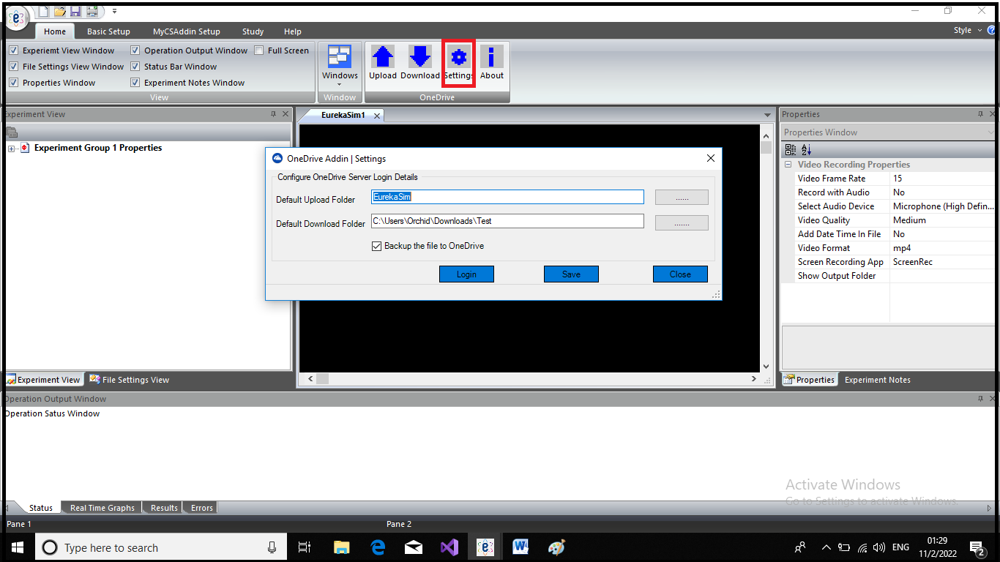 Home Basic Setup MyCSAddin Setup Study Help Style
Experiemt View Window Operation Output Window Full Screen
File Settings View Window Status Bar Window
Properties Window Experiment Notes Window
Windows Upload Download Settings About
View Window OneDrive
Experiment View
Experiment Group 1 Properties
EurekaSim1
OneDrive Addin | Settings
Configure OneDrive Server Login Details
Default Upload Folder EurekaSim ......
Default Download Folder C:\Users\Orchid\Downloads\Test .......
Backup the file to OneDrive
Login Save Close
Properties
Properties Window
Video Recording Properties
Video Frame Rate 15
Record with Audio No
Select Audio Device Microphone (High Defin...
Video Quality Medium
Add Date Time In File No
Video Format mp4
Screen Recording App ScreenRec
Show Output Folder
Experiment View File Settings View
Properties Experiment Notes
Operation Output Window
Operation Satus Window
Activate Windows
Go to Settings to activate Windows.
Status Real Time Graphs Results Errors
Pane 1 Pane 2
Type here to search
ENG
01:29
11/2/2022
2